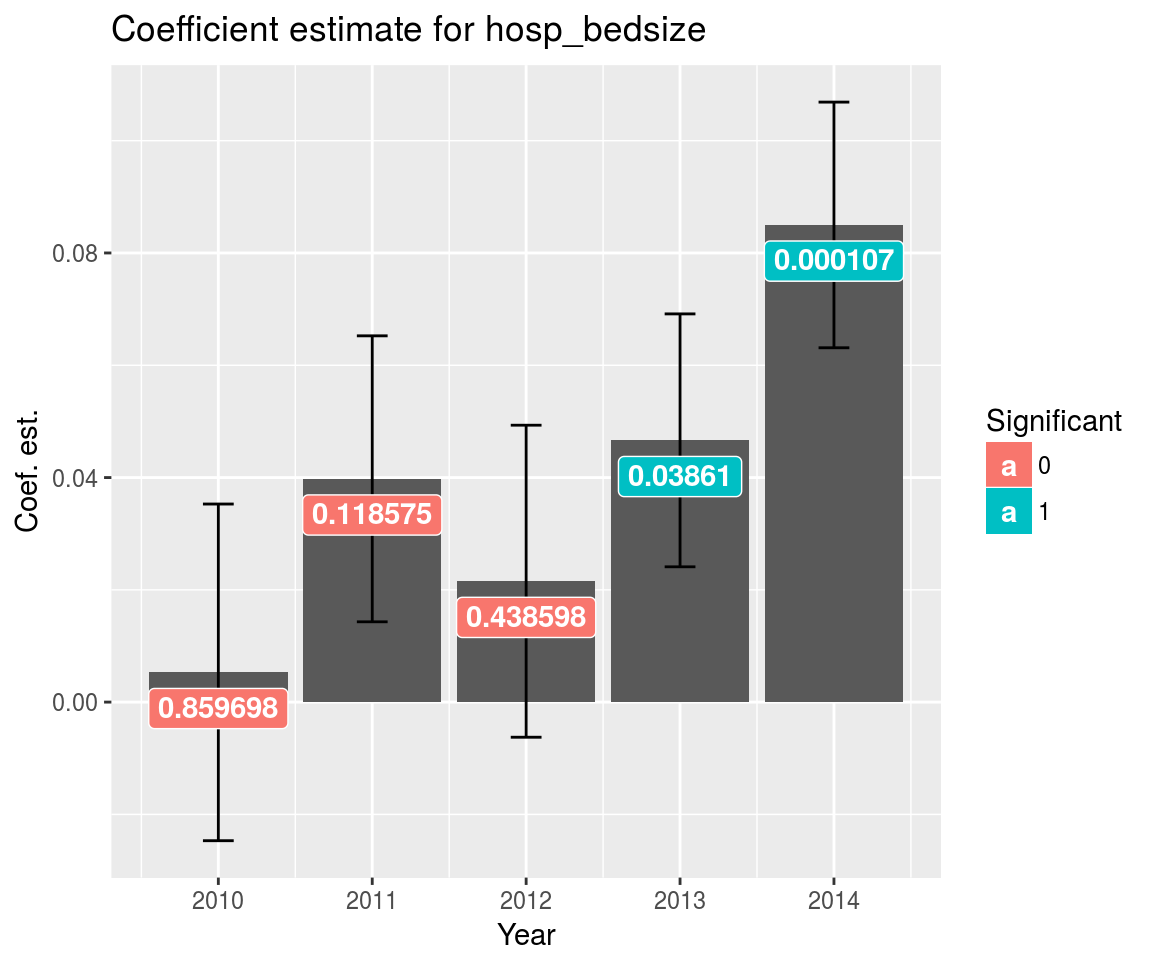 Coefficient estimate for hosp_bedsize
Coef. est.
0.08
0.04
0.00
0.859698
0.118575
0.438598
0.03861
0.000107
2010
2011
2012
2013
2014
Year
Significant
a 0
a 1